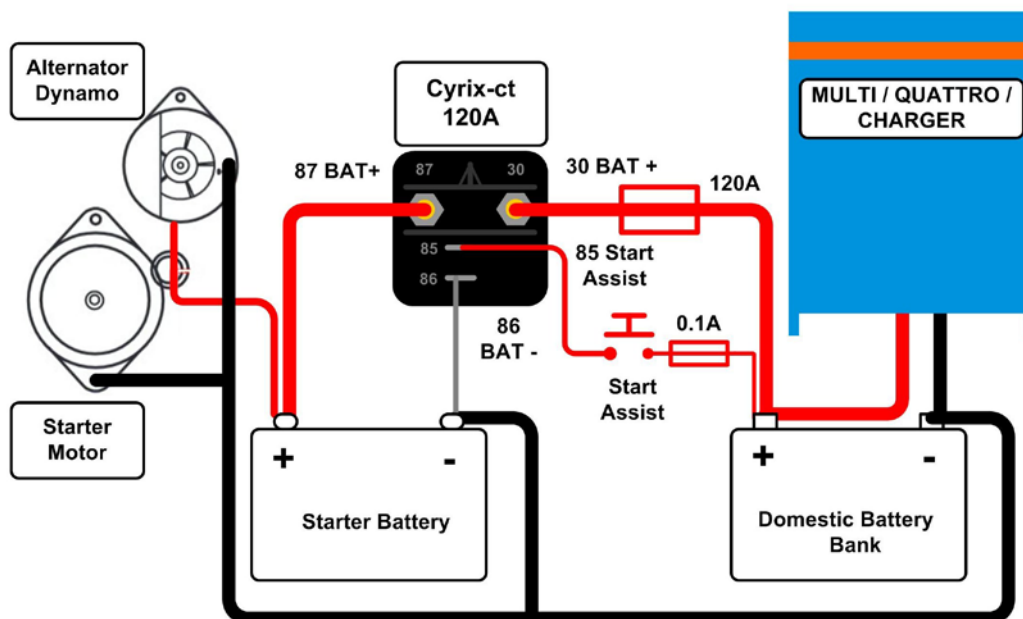 Alternator
Dynamo
Cyrix-ct
120A
MULTI / QUATTRO /
CHARGER
87 BAT+
87
30
30 BAT +
120A
85
86
85 Start
Assist
86
BAT -
0.1A
Start
Assist
Starter
Motor
+
-
Starter Battery
+
-
Domestic Battery
Bank